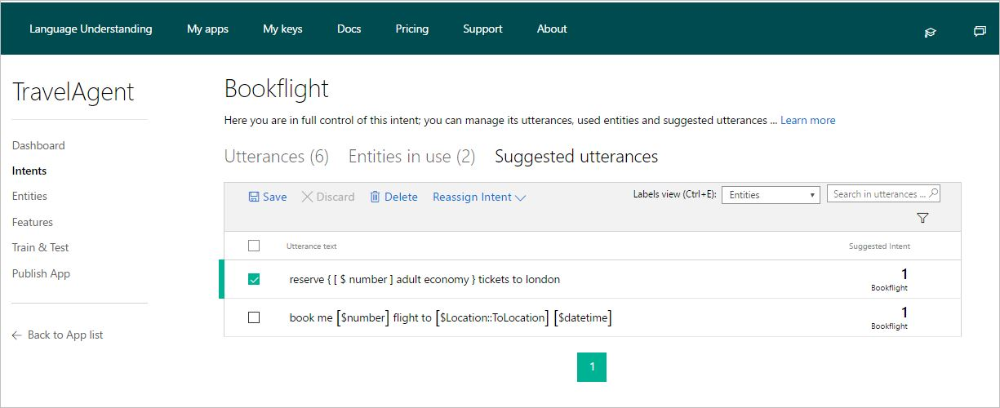 Language Understanding My apps My keys Docs Pricing Support About
TravelAgent
Dashboard
Intents
Entities
Features
Train & Test
Publish App
Back to App list
Bookflight
Here you are in full control of this intent; you can manage its utterances, used entities and suggested utterances ... Learn more
Utterances (6) Entities in use (2) Suggested utterances
Save Discard Delete Reassign Intent Labels view (Ctrl+E): Entities Search in utterances ...
Utterance text Suggested Intent
reserve { [ $ number ] adult economy } tickets to london 1
Bookflight
book me [$number] flight to [$Location::ToLocation] [$datetime] 1
Bookflight
1